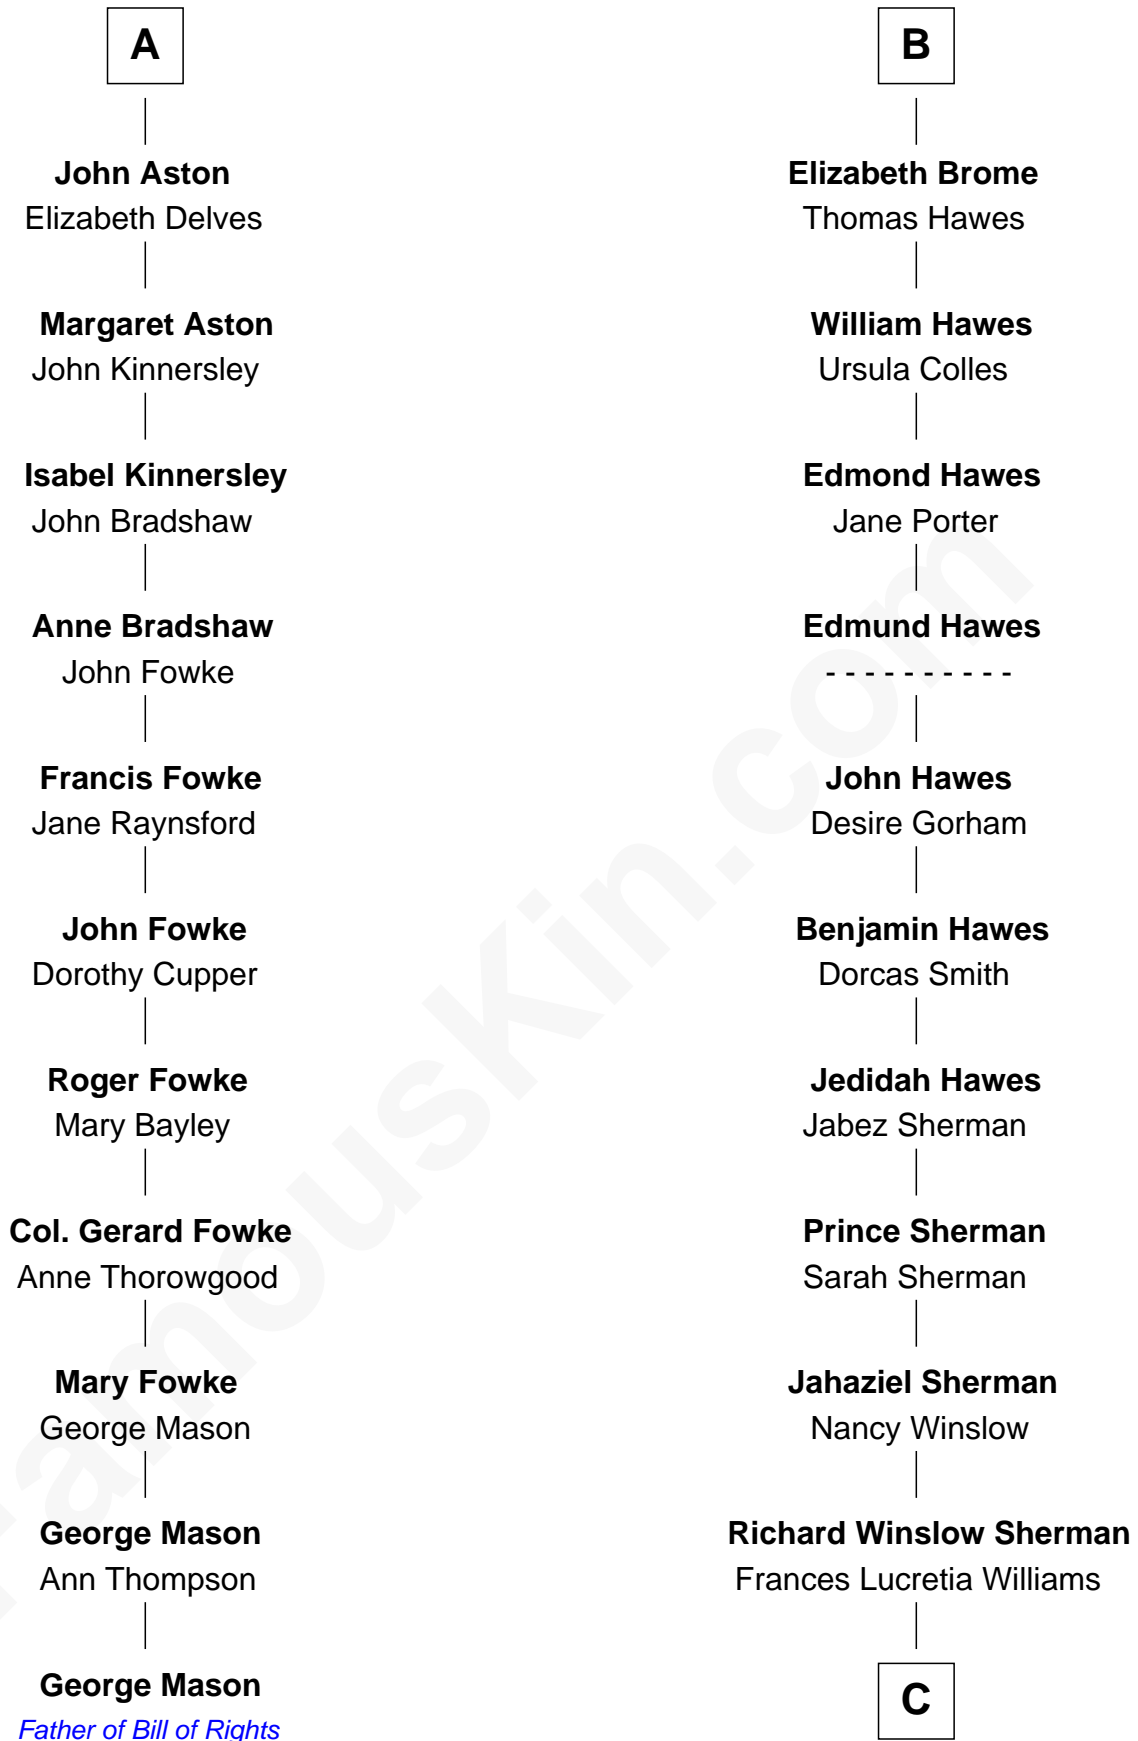 A
John Aston
Elizabeth Delves
Margaret Aston
John Kinnersley
Isabel Kinnersley
John Bradshaw
Anne Bradshaw
John Fowke
Francis Fowke
Jane Raynsford
John Fowke
Dorothy Cupper
Roger Fowke
Mary Bayley
Col. Gerard Fowke
Anne Thorowgood
Mary Fowke
George Mason
George Mason
Ann Thompson
George Mason
Father of Bill of Rights
B
Elizabeth Brome
Thomas Hawes
William Hawes
Ursula Colles
Edmond Hawes
Jane Porter
Edmund Hawes
- - - - - - - - - -
John Hawes
Desire Gorham
Benjamin Hawes
Dorcas Smith
Jedidah Hawes
Jabez Sherman
Prince Sherman
Sarah Sherman
Jahaziel Sherman
Nancy Winslow
Richard Winslow Sherman
Frances Lucretia Williams
C
FamousKin.com